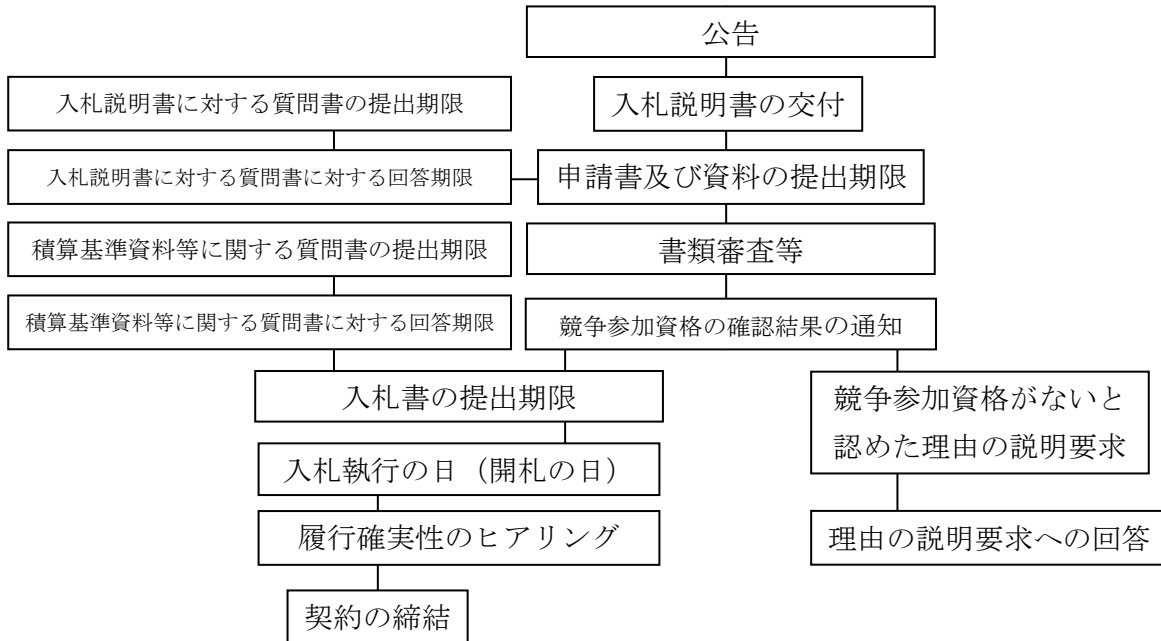 公告
入札説明書に対する質問書の提出期限
入札説明書の交付
入札説明書に対する質問書に対する回答期限
申請書及び資料の提出期限
積算基準資料等に関する質問書の提出期限
書類審査等
積算基準資料等に関する質問書に対する回答期限
競争参加資格の確認結果の通知
入札書の提出期限
競争参加資格がないと
認めた理由の説明要求
入札執行の日（開札の日）
履行確実性のヒアリング
理由の説明要求への回答
契約の締結